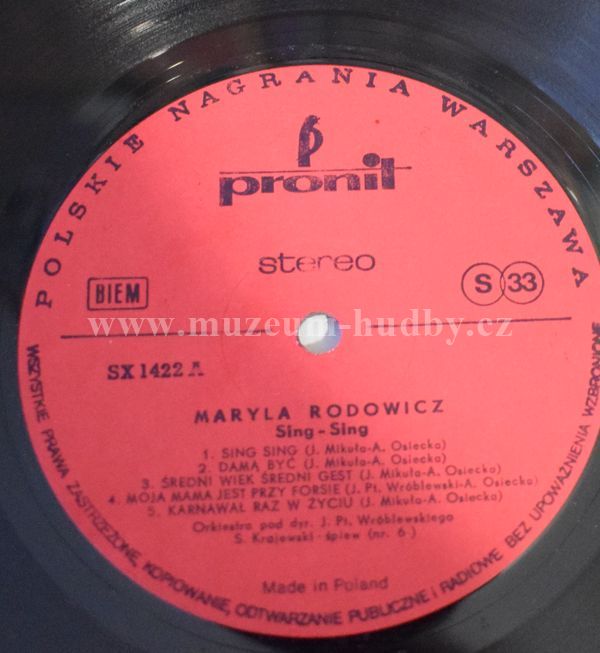 POLSKIE NAGRANIA WARSZAWA
pronit
stereo
BIEM
S 33
www.muzeum-hudby.cz
SX 1422 A
MARYLA RODOWICZ
Sing - Sing
1. SING SING (J. Mikuła-A. Osiecka)
2. DAMĄ BYĆ (J. Mikuła-A. Osiecka)
3. ŚREDNI WIEK ŚREDNI GEST (J. Mikuła-A. Osiecka)
4. MOJA MAMA JEST PRZY FORSIE (J. Pt. Wróblewski-A. Osiecka)
5. KARNAWAŁ RAZ W ŻYCIU (J. Mikuła-A. Osiecka)
Orkiestra pod dyr. J. Pt. Wróblewskiego
S. Krajewski - śpiew (nr. 6.)
Made in Poland
WSZYSTKIE PRAWA ZASTRZEŻONE, KOPIOWANIE, ODTWARZANIE PUBLICZNE i RADIOWE BEZ UPOWAŻNIENIA WZBRONIONE